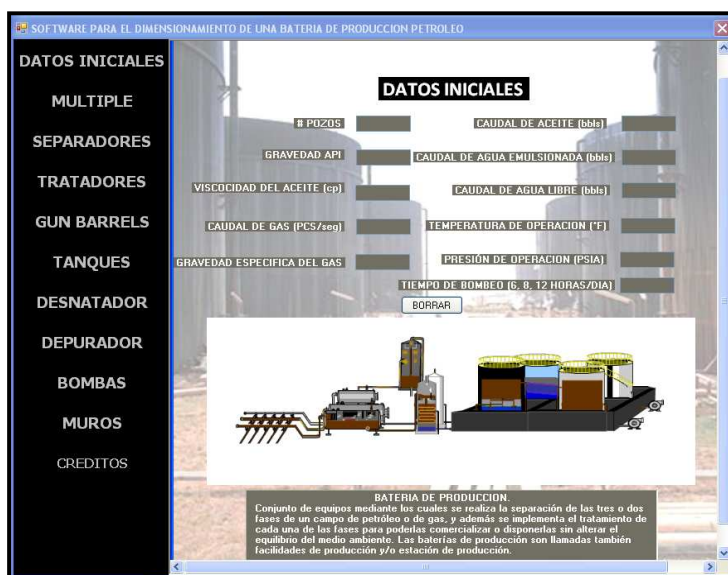 SOFTWARE PARA EL DIMENSIONAMIENTO DE UNA BATERIA DE PRODUCCION PETROLEO
DATOS INICIALES
MULTIPLE
SEPARADORES
TRATADORES
GUN BARRELS
TANQUES
DESNATADOR
DEPURADOR
BOMBAS
MUROS
CREDITOS
DATOS INICIALES
# POZOS
CAUDAL DE ACEITE (bbls)
GRAVEDAD API
CAUDAL DE AGUA EMULSIONADA (bbls)
VISCOCIDAD DEL ACEITE (cp)
CAUDAL DE AGUA LIBRE (bbls)
CAUDAL DE GAS (PCS/seg)
TEMPERATURA DE OPERACION (°F)
GRAVEDAD ESPECIFICA DEL GAS
PRESIÓN DE OPERACION (PSIA)
TIEMPO DE BOMBEO (6, 8, 12 HORAS/DIA)
BORRAR
BATERIA DE PRODUCCION.
Conjunto de equipos mediante los cuales se realiza la separación de las tres o dos
fases de un campo de petróleo o de gas, y además se implementa el tratamiento de
cada una de las fases para poderlas comercializar o disponerlas sin alterar el
equilibrio del medio ambiente. Las baterías de producción son llamadas también
facilidades de producción y/o estación de producción.